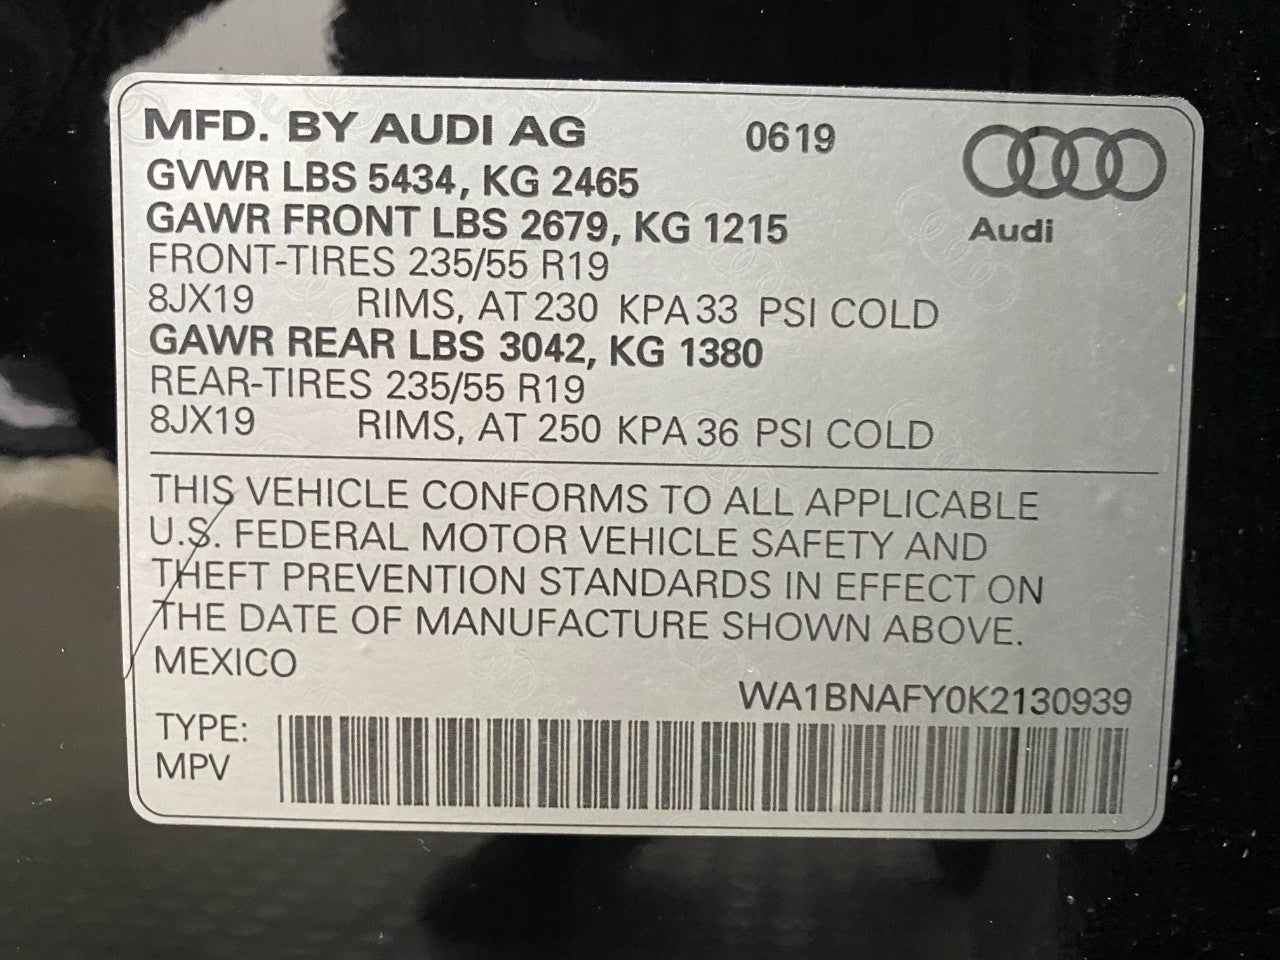 MFD. BY AUDI AG 0619
GVWR LBS 5434, KG 2465
GAWR FRONT LBS 2679, KG 1215
Audi
FRONT-TIRES 235/55 R19
8JX19 RIMS, AT 230 KPA 33 PSI COLD
GAWR REAR LBS 3042, KG 1380
REAR-TIRES 235/55 R19
8JX19 RIMS, AT 250 KPA 36 PSI COLD
THIS VEHICLE CONFORMS TO ALL APPLICABLE
U.S. FEDERAL MOTOR VEHICLE SAFETY AND
THEFT PREVENTION STANDARDS IN EFFECT ON
THE DATE OF MANUFACTURE SHOWN ABOVE.
MEXICO
WA1BNAFY0K2130939
TYPE:
MPV